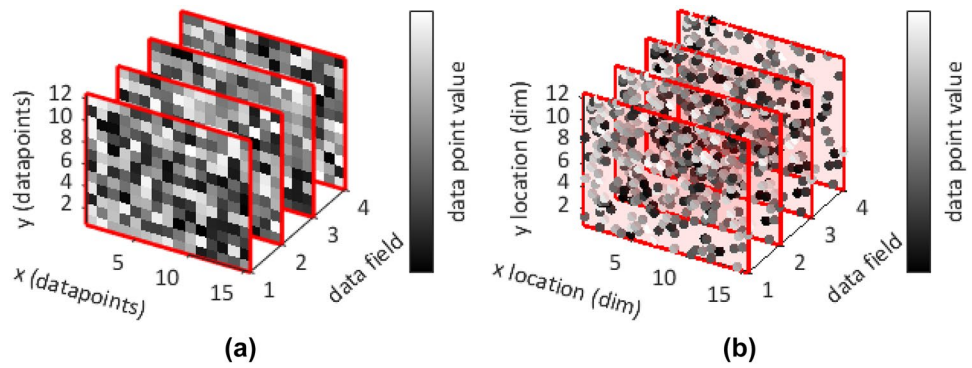 12
10
8
6
4
2
y (datapoints)
5
10
15
x (datapoints)
1
2
3
4
data field
data point value
(a)
12
10
8
6
4
2
y location (dim)
5
10
15
x location (dim)
1
2
3
4
data field
data point value
(b)